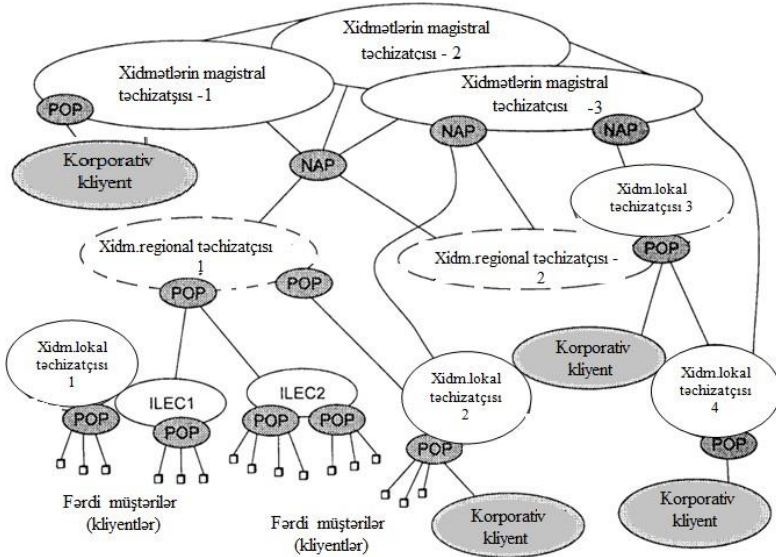 Xidmətlərin magistral
təchizatçısı - 2
Xidmətlərin magistral
təchizatşısı -1
Xidmətlərin magistral
təchizatçısı -3
POP
NAP
NAP
Korporativ
kliyent
NAP
Xidm.lokal
təchizatçısı 3
Xidm.regional təchizatçısı
1
Xidm.regional təchizatçısı -
2
POP
POP
POP
Xidm.lokal
təchizatçısı
1
ILEC1
ILEC2
Xidm.lokal
təchizatçısı
2
Korporativ
kliyent
Xidm.lokal
təchizatçısı
4
POP
POP
POP
POP
POP
POP
Fərdi müştərilər
(kliyentlər)
Fərdi müştərilər
(kliyentlər)
Korporativ
kliyent
Korporativ
kliyent